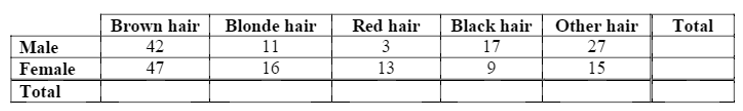 Brown hair Blonde hair Red hair Black hair Other hair Total
Male 42 11 3 17 27
Female 47 16 13 9 15
Total